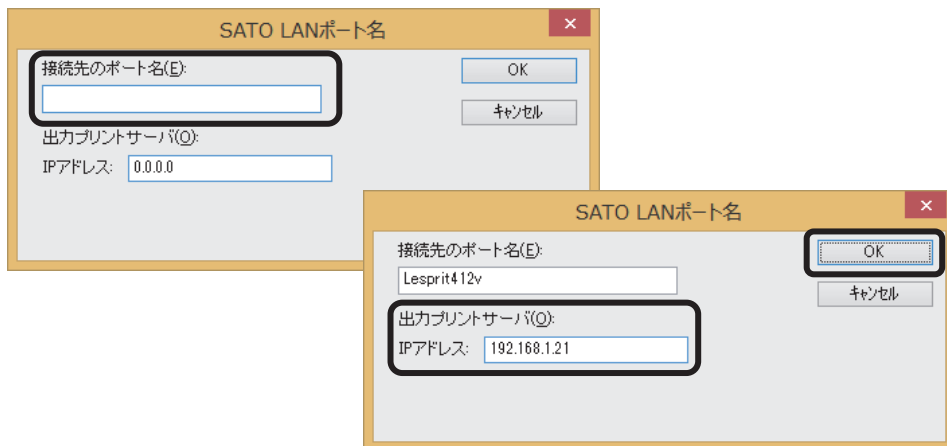 SATO LANポート名
接続先のポート名(E):
OK
キャンセル
出力プリントサーバ(O):
IPアドレス: 0.0.0.0
SATO LANポート名
接続先のポート名(E):
OK
Lesprit412v
キャンセル
出力プリントサーバ(O):
IPアドレス: 192.168.1.21